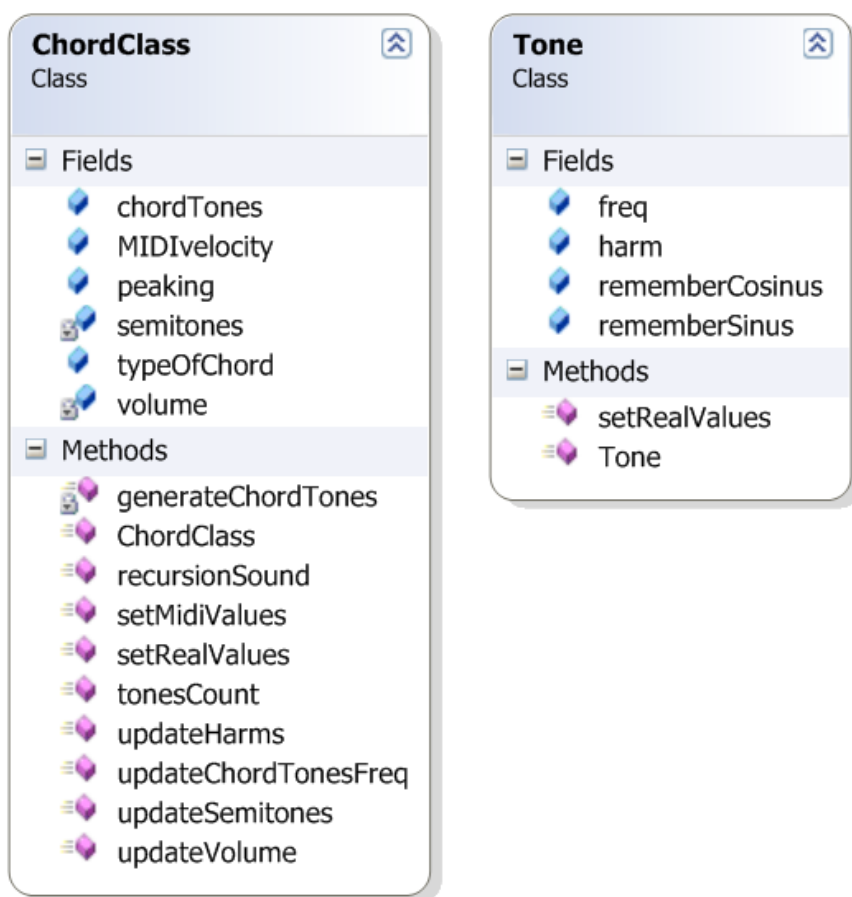 ChordClass
Class
Fields
chordTones
MIDIvelocity
peaking
semitones
typeOfChord
volume
Methods
generateChordTones
ChordClass
recursionSound
setMidiValues
setRealValues
tonesCount
updateHarms
updateChordTonesFreq
updateSemitones
updateVolume
Tone
Class
Fields
freq
harm
rememberCosinus
rememberSinus
Methods
setRealValues
Tone